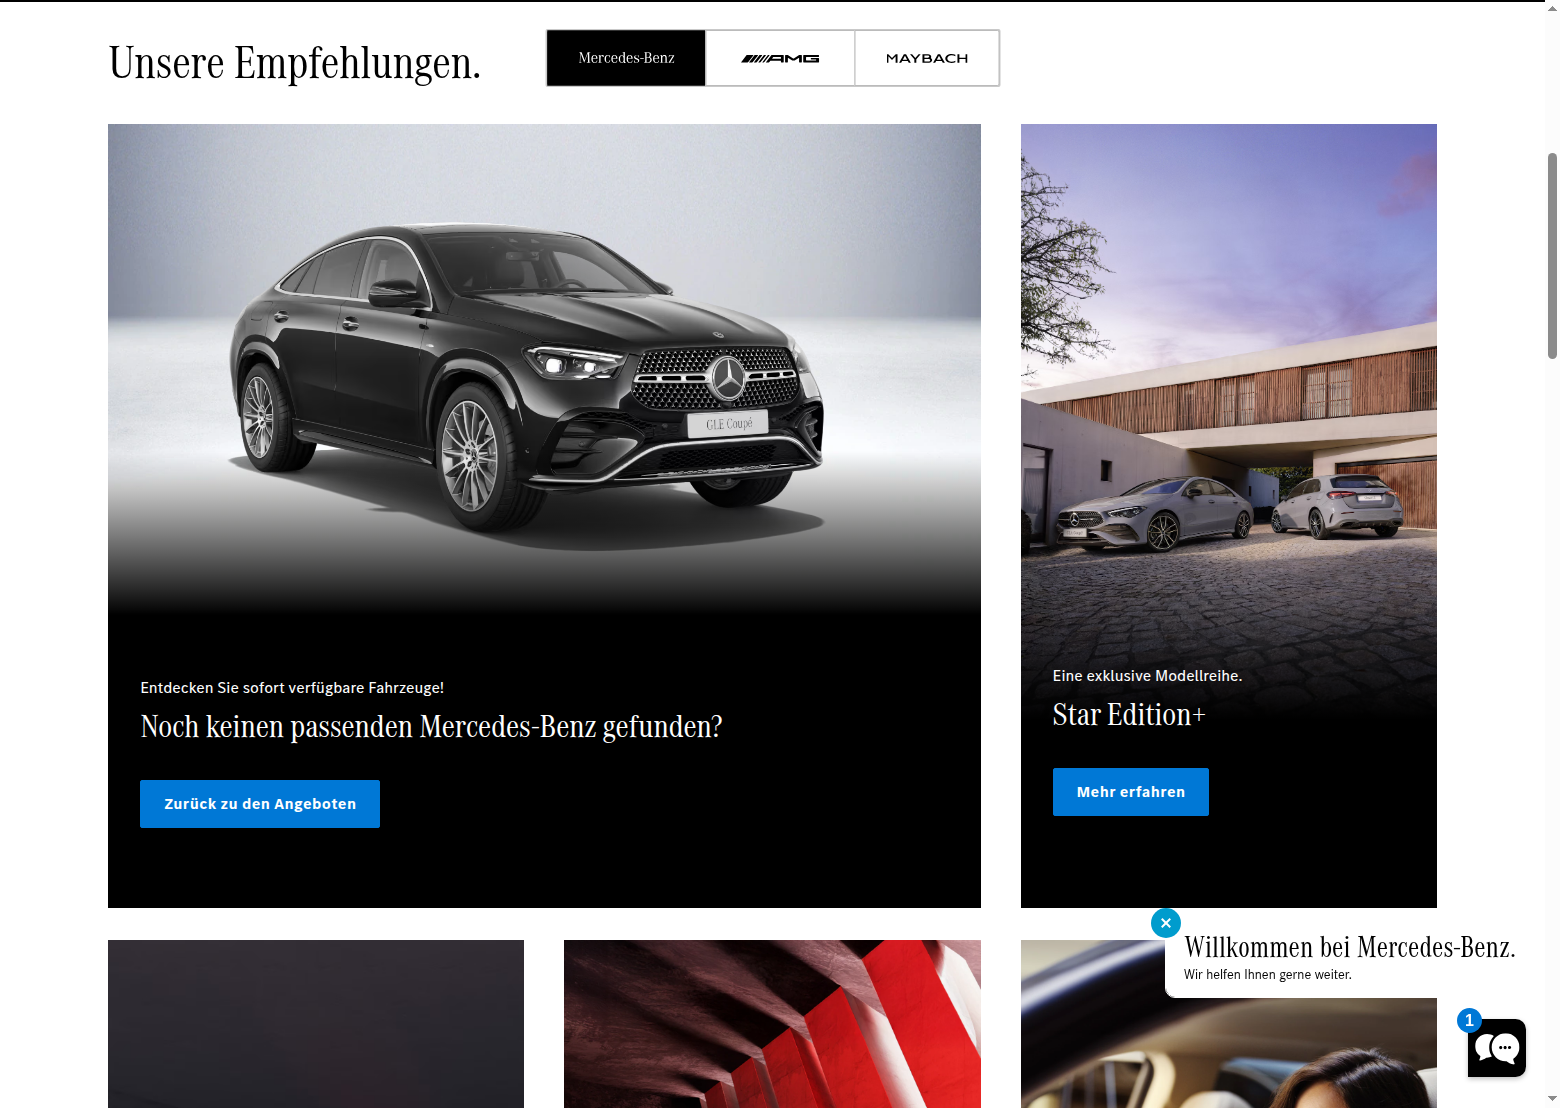 Unsere Empfehlungen.
Mercedes-Benz
AMG
MAYBACH
GLE Coupé
Entdecken Sie sofort verfügbare Fahrzeuge!
Noch keinen passenden Mercedes-Benz gefunden?
Zurück zu den Angeboten
Eine exklusive Modellreihe.
Star Edition+
Mehr erfahren
Willkommen bei Mercedes-Benz.
Wir helfen Ihnen gerne weiter.
1